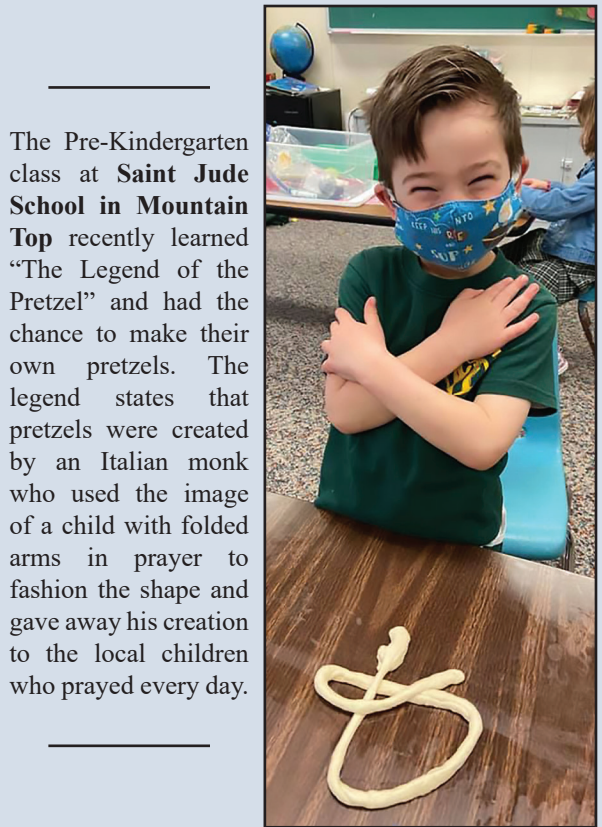 The Pre-Kindergarten
class at Saint Jude
School in Mountain
Top recently learned
“The Legend of the
Pretzel” and had the
chance to make their
own pretzels. The
legend states that
pretzels were created
by an Italian monk
who used the image
of a child with folded
arms in prayer to
fashion the shape and
gave away his creation
to the local children
who prayed every day.
KEEP
INTO
SUP